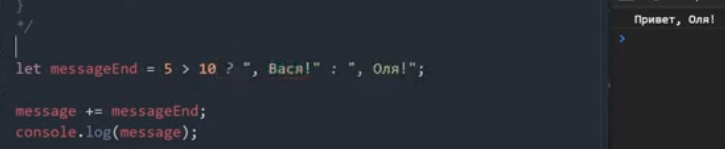 }
*/
let messageEnd = 5 > 10 ? ", Вася!" : ", Оля!";
message += messageEnd;
console.log(message);
Привет, Оля!
>